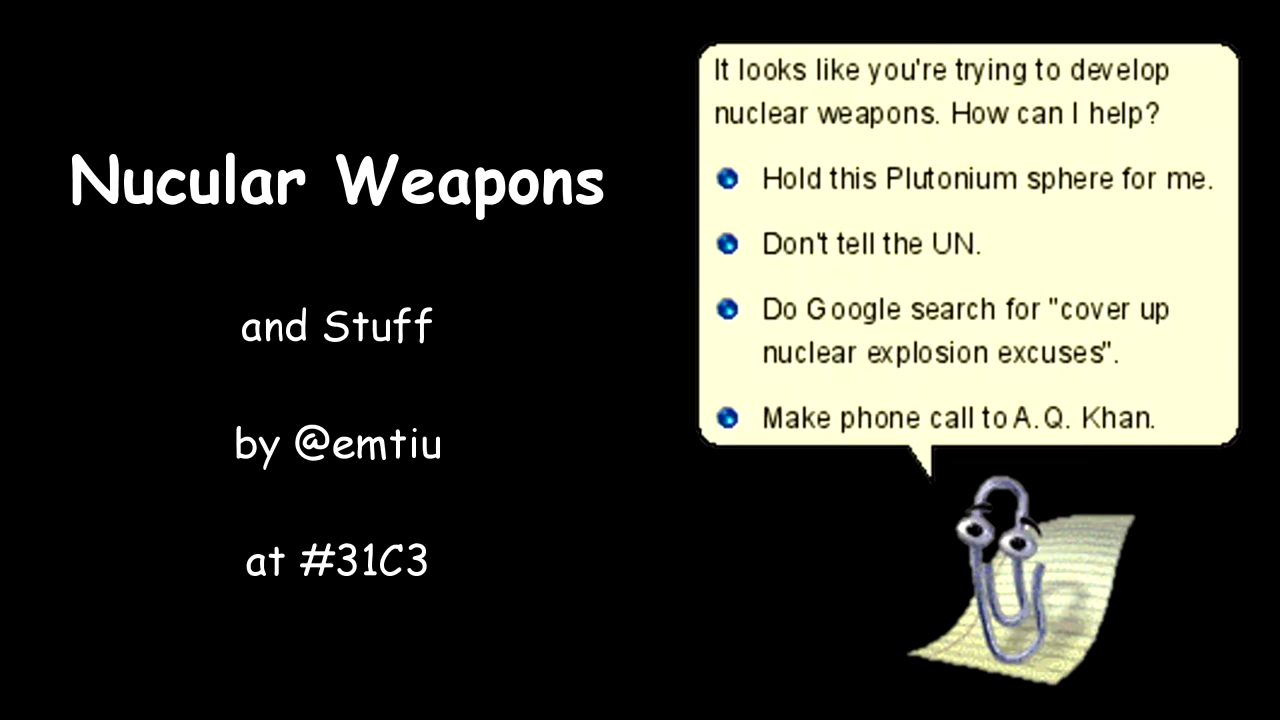 Nucular Weapons
and Stuff
by @emtiu
at #31C3
It looks like you're trying to develop
nuclear weapons. How can I help?
Hold this Plutonium sphere for me.
Don't tell the UN.
Do Google search for "cover up
nuclear explosion excuses".
Make phone call to A.Q. Khan.